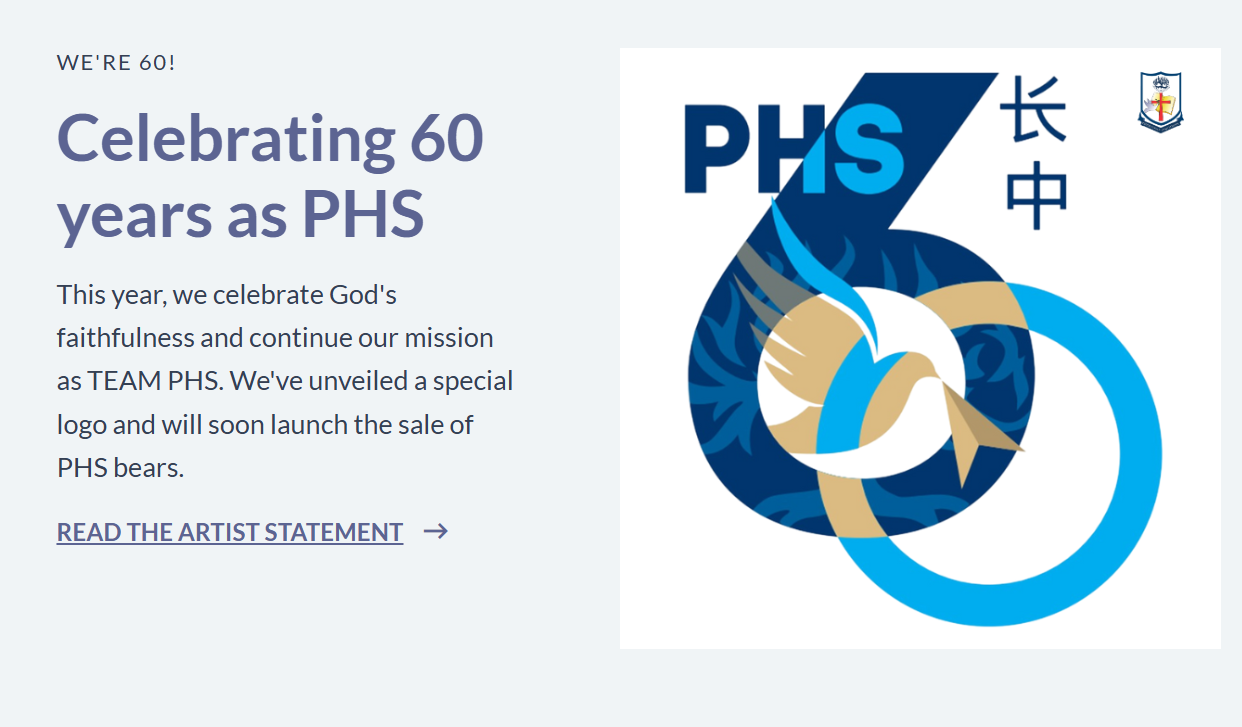 WE'RE 60!
Celebrating 60
years as PHS
This year, we celebrate God's
faithfulness and continue our mission
as TEAM PHS. We've unveiled a special
logo and will soon launch the sale of
PHS bears.
READ THE ARTIST STATEMENT →
PHS
长
中
60